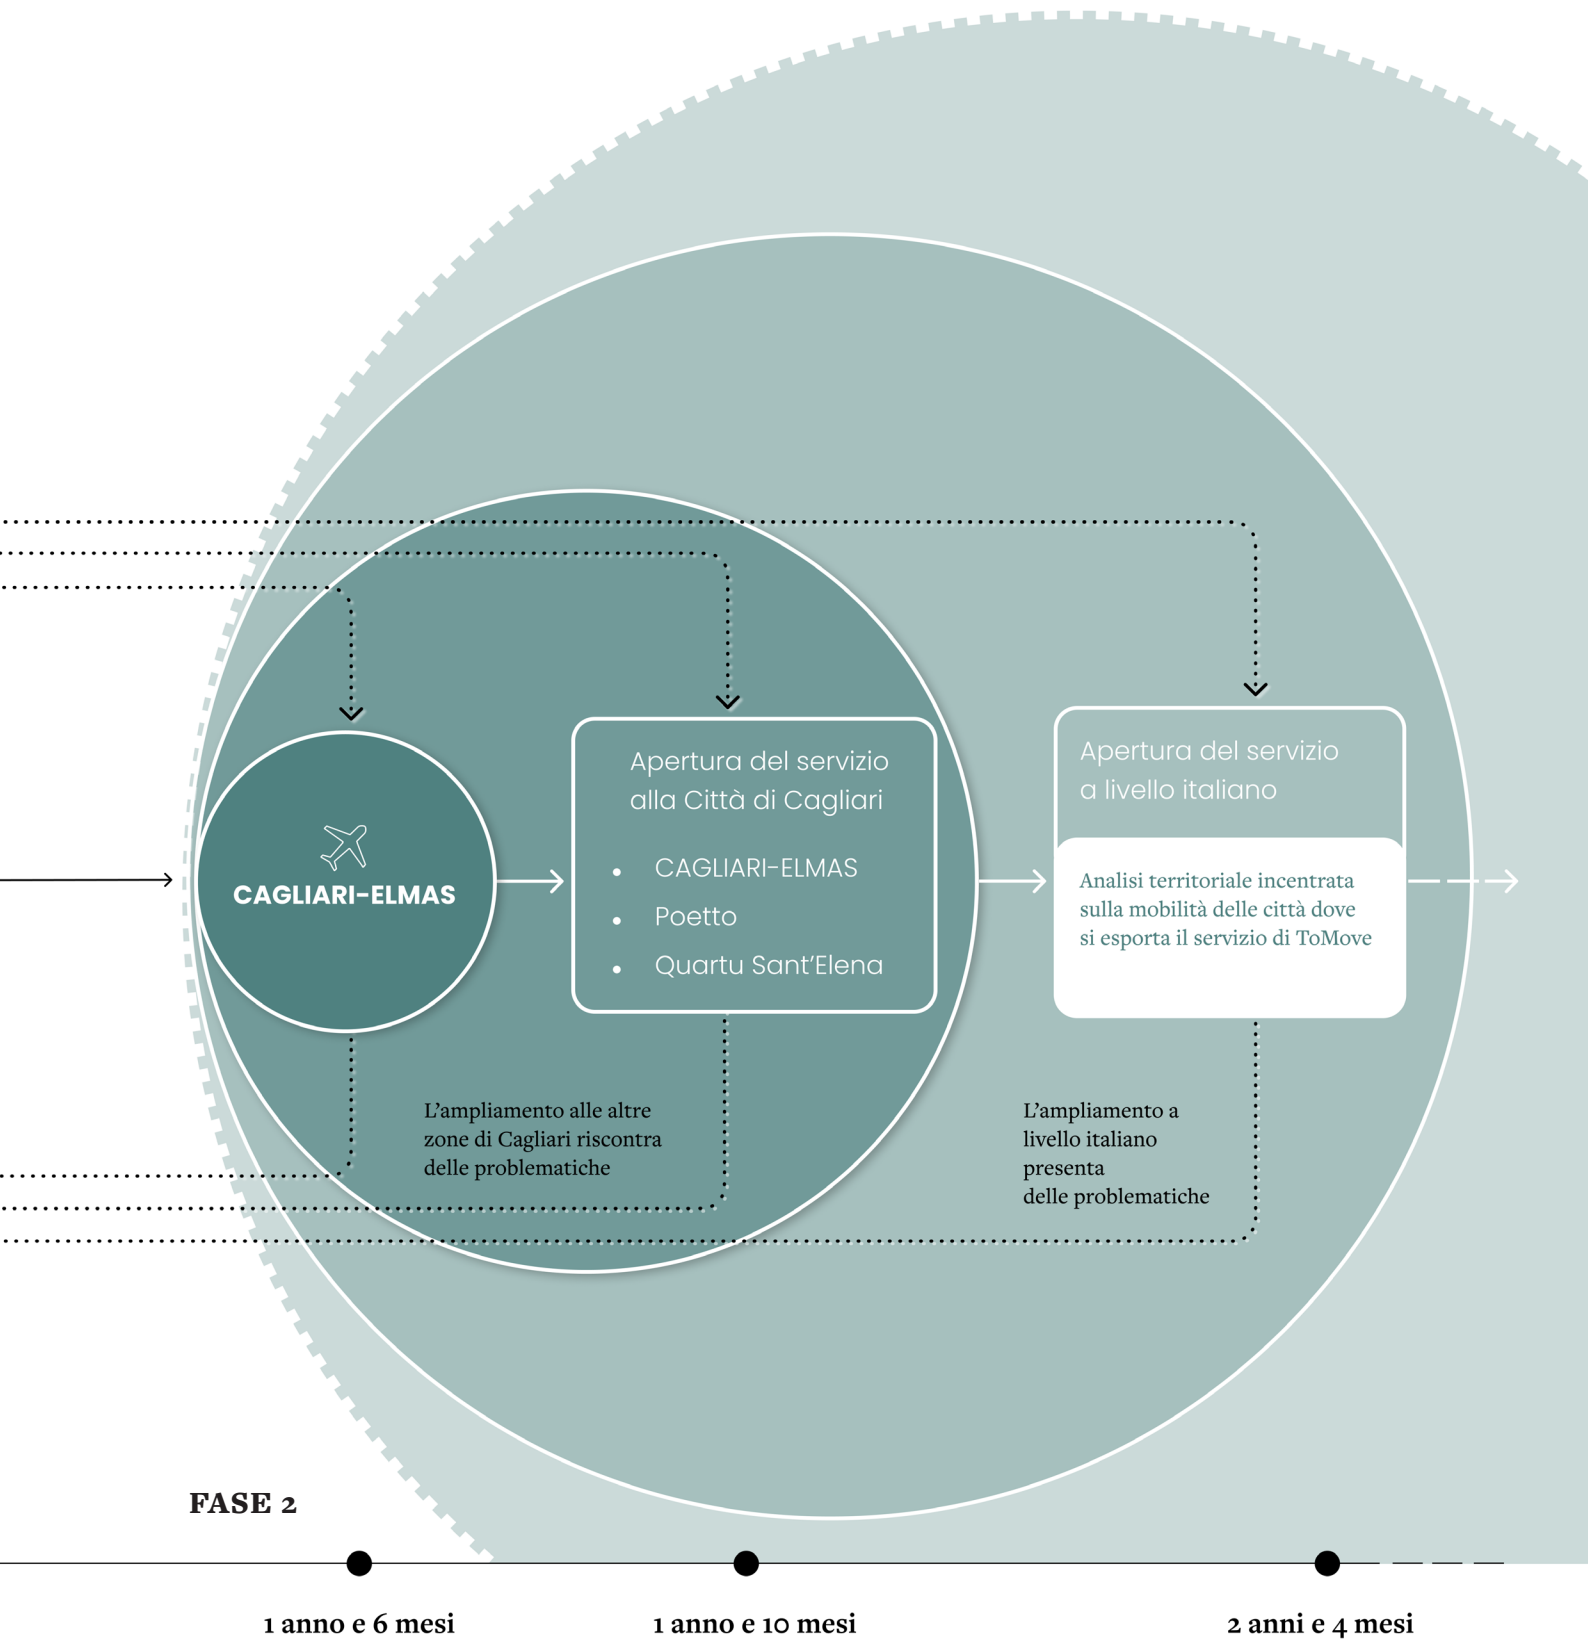 CAGLIARI-ELMAS
Apertura del servizio
alla Città di Cagliari
• CAGLIARI-ELMAS
• Poetto
• Quartu Sant’Elena
Apertura del servizio
a livello italiano
Analisi territoriale incentrata
sulla mobilità delle città dove
si esporta il servizio di ToMove
L’ampliamento alle altre
zone di Cagliari riscontra
delle problematiche
L’ampliamento a
livello italiano
presenta
delle problematiche
FASE 2
1 anno e 6 mesi
1 anno e 10 mesi
2 anni e 4 mesi